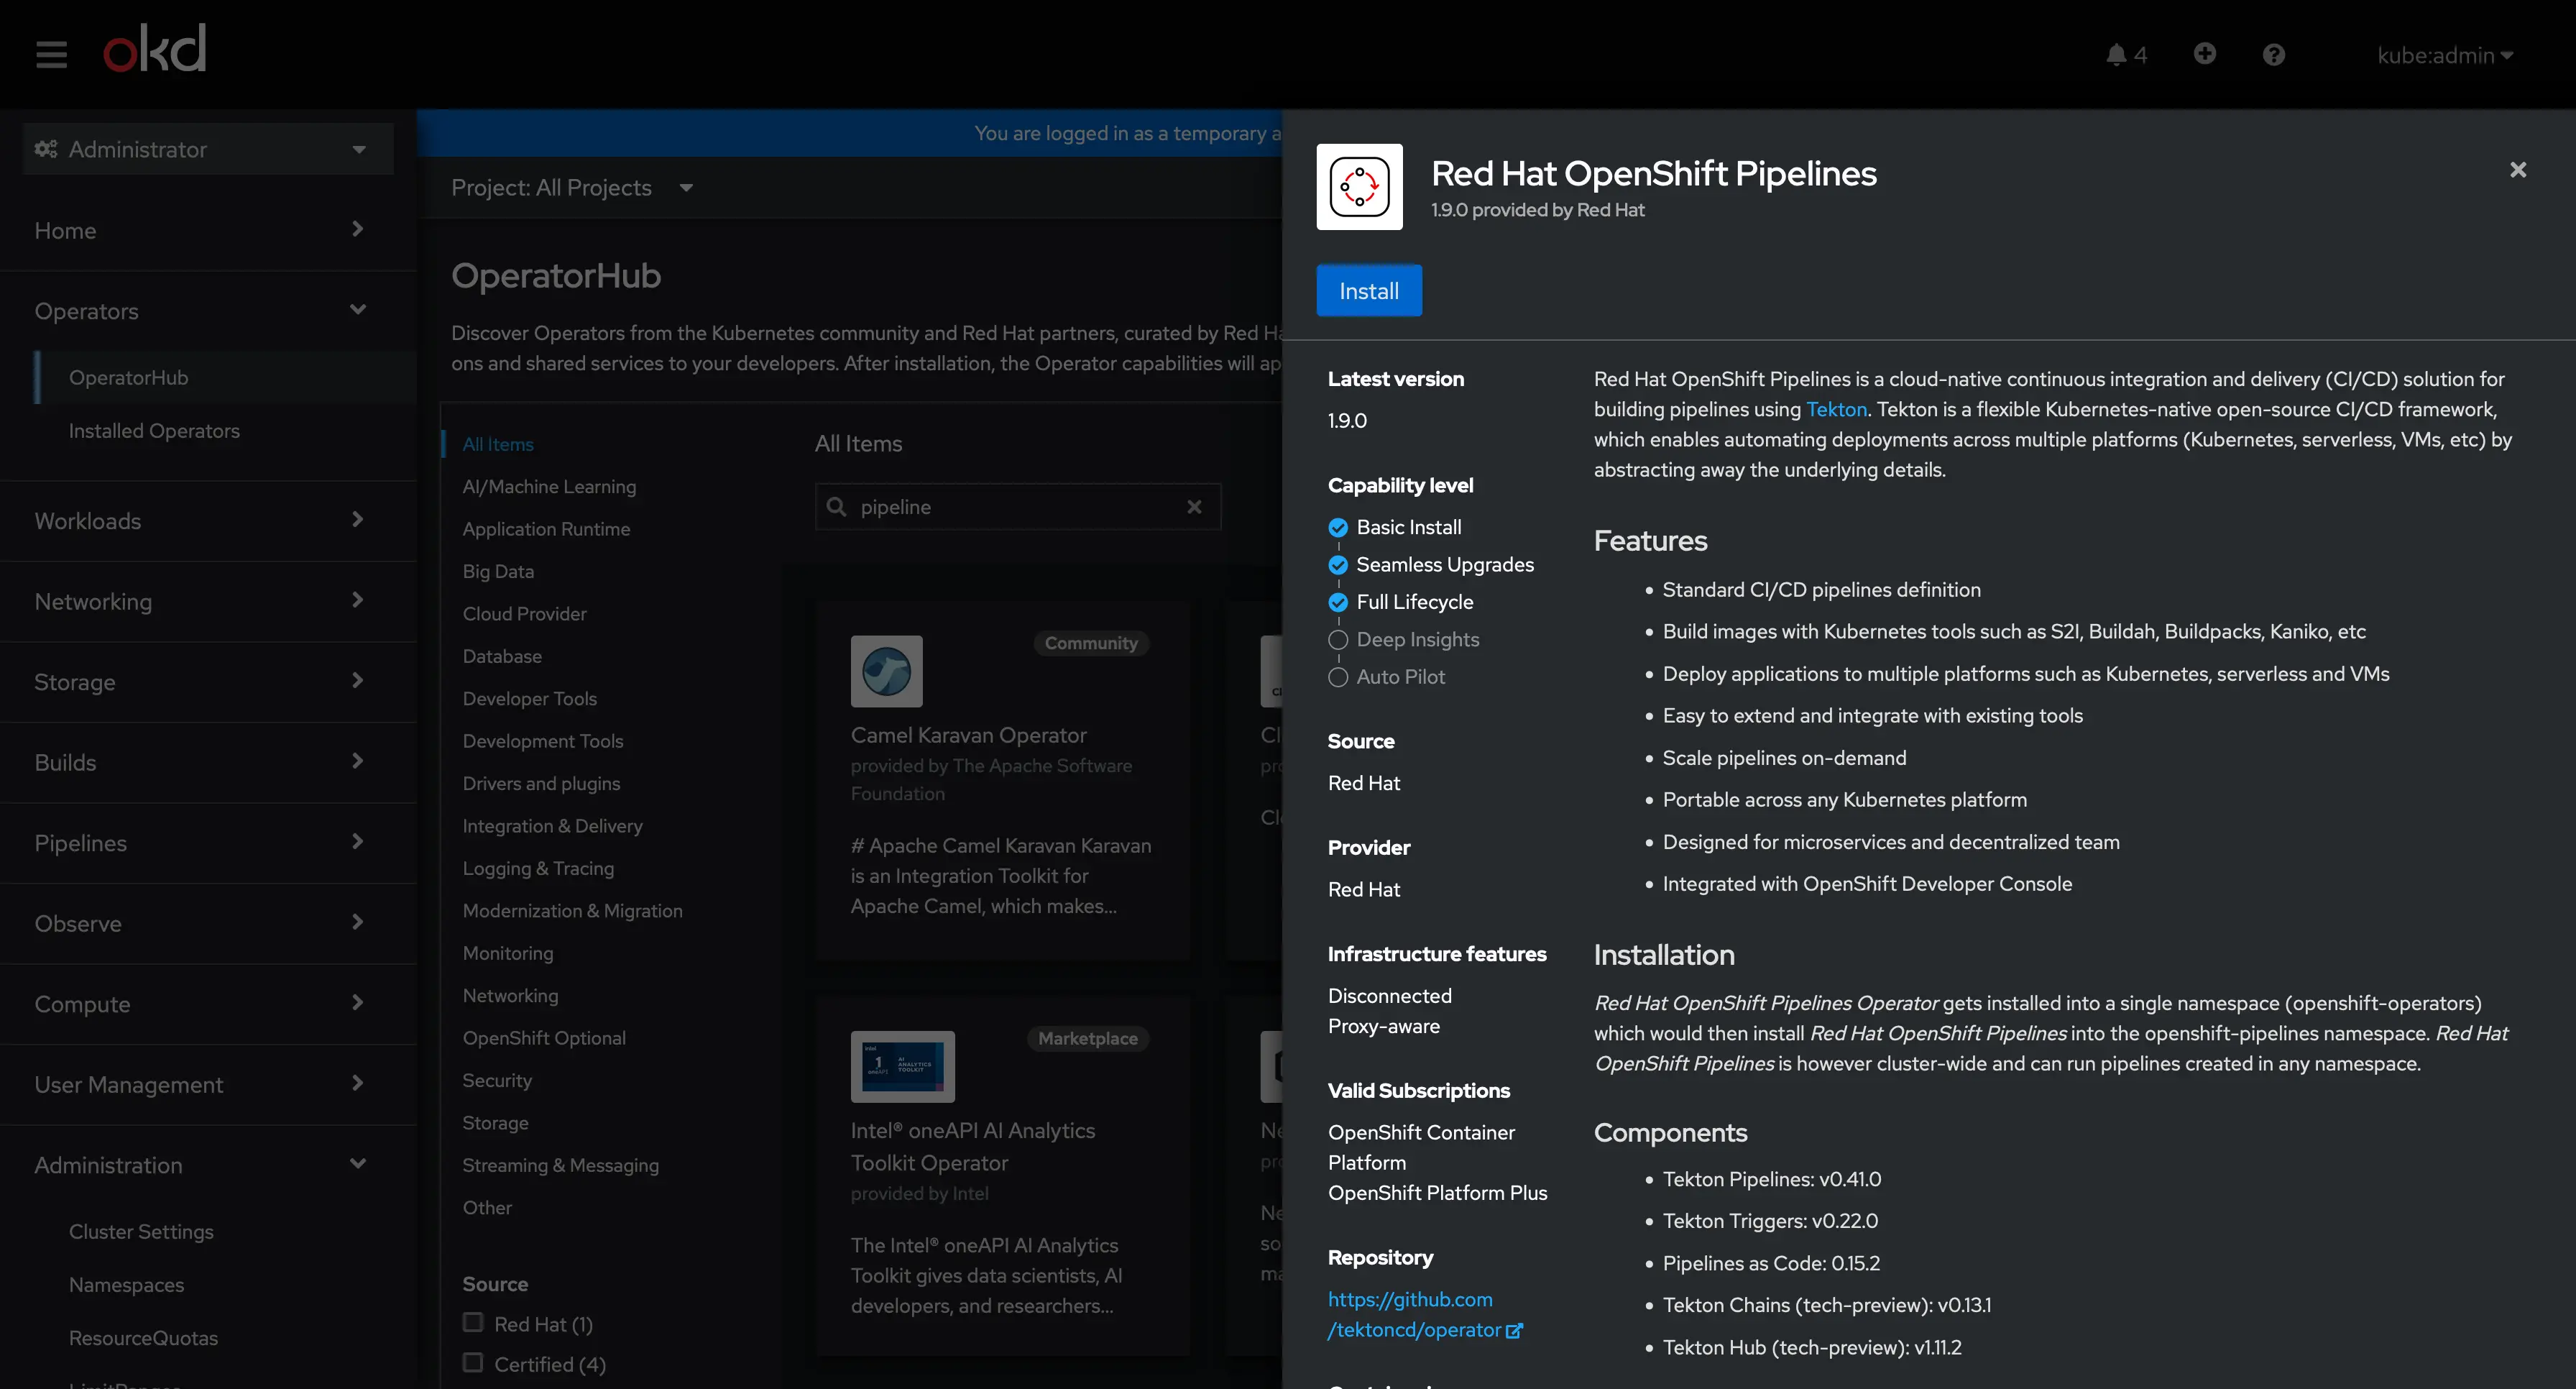 okd
4
kube:admin
Administrator
Home
Operators
OperatorHub
Installed Operators
Workloads
Networking
Storage
Builds
Pipelines
Observe
Compute
User Management
Administration
Cluster Settings
Namespaces
ResourceQuotas
You are logged in as a temporary a
Project: All Projects
OperatorHub
Discover Operators from the Kubernetes community and Red Hat partners, curated by Red Ha
ons and shared services to your developers. After installation, the Operator capabilities will ap
All Items
AI/Machine Learning
Application Runtime
Big Data
Cloud Provider
Database
Developer Tools
Development Tools
Drivers and plugins
Integration & Delivery
Logging & Tracing
Modernization & Migration
Monitoring
Networking
OpenShift Optional
Security
Storage
Streaming & Messaging
Other
Source
Red Hat (1)
Certified (4)
All Items
pipeline
Community
Camel Karavan Operator
provided by The Apache Software
Foundation
# Apache Camel Karavan Karavan
is an Integration Toolkit for
Apache Camel, which makes...
Marketplace
intel
1
oneAPI
AI
ANALYTICS
TOOLKIT
Intel® oneAPI AI Analytics
Toolkit Operator
provided by Intel
The Intel® oneAPI AI Analytics
Toolkit gives data scientists, AI
developers, and researchers...
Red Hat OpenShift Pipelines
1.9.0 provided by Red Hat
Install
Latest version
1.9.0
Capability level
Basic Install
Seamless Upgrades
Full Lifecycle
Deep Insights
Auto Pilot
Source
Red Hat
Provider
Red Hat
Infrastructure features
Disconnected
Proxy-aware
Valid Subscriptions
OpenShift Container
Platform
OpenShift Platform Plus
Repository
https://github.com
/tektoncd/operator
Red Hat OpenShift Pipelines is a cloud-native continuous integration and delivery (CI/CD) solution for
building pipelines using Tekton. Tekton is a flexible Kubernetes-native open-source CI/CD framework,
which enables automating deployments across multiple platforms (Kubernetes, serverless, VMs, etc) by
abstracting away the underlying details.
Features
• Standard CI/CD pipelines definition
• Build images with Kubernetes tools such as S2I, Buildah, Buildpacks, Kaniko, etc
• Deploy applications to multiple platforms such as Kubernetes, serverless and VMs
• Easy to extend and integrate with existing tools
• Scale pipelines on-demand
• Portable across any Kubernetes platform
• Designed for microservices and decentralized team
• Integrated with OpenShift Developer Console
Installation
Red Hat OpenShift Pipelines Operator gets installed into a single namespace (openshift-operators)
which would then install Red Hat OpenShift Pipelines into the openshift-pipelines namespace. Red Hat
OpenShift Pipelines is however cluster-wide and can run pipelines created in any namespace.
Components
• Tekton Pipelines: v0.41.0
• Tekton Triggers: v0.22.0
• Pipelines as Code: 0.15.2
• Tekton Chains (tech-preview): v0.13.1
• Tekton Hub (tech-preview): v1.11.2